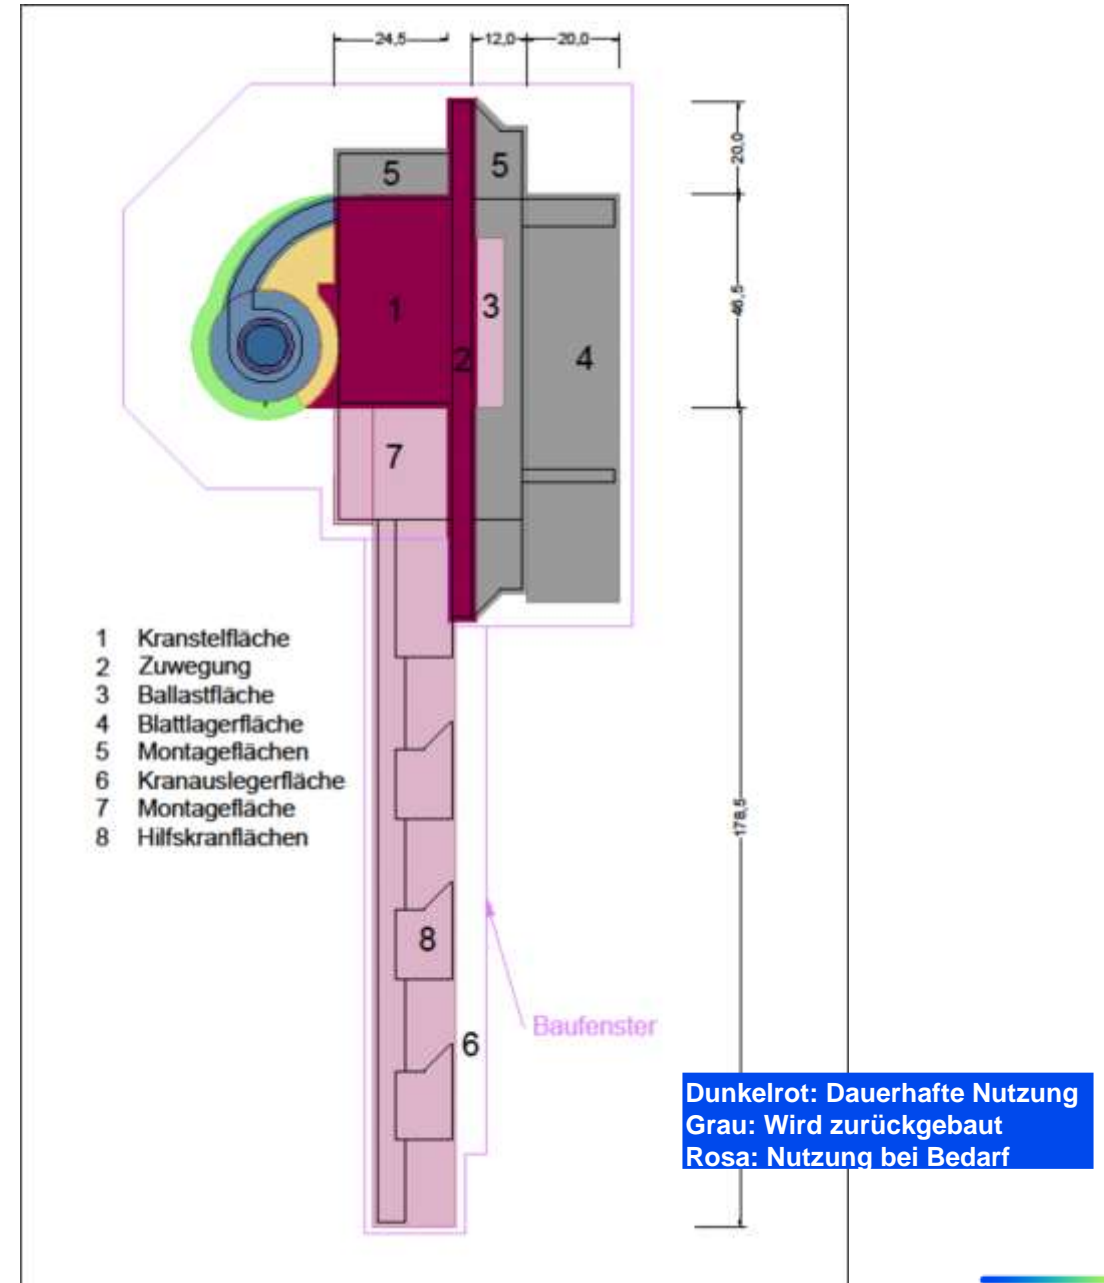 24,5
12,0
20,0
20,0
5
5
46,5
1
3
2
4
7
1 Kranstelfläche
2 Zuwegung
3 Ballastfläche
4 Blattlagerfläche
5 Montageflächen
6 Kranauslegerfläche
7 Montagefläche
8 Hilfskranflächen
178,5
8
Baufenster
6
Dunkelrot: Dauerhafte Nutzung
Grau: Wird zurückgebaut
Rosa: Nutzung bei Bedarf